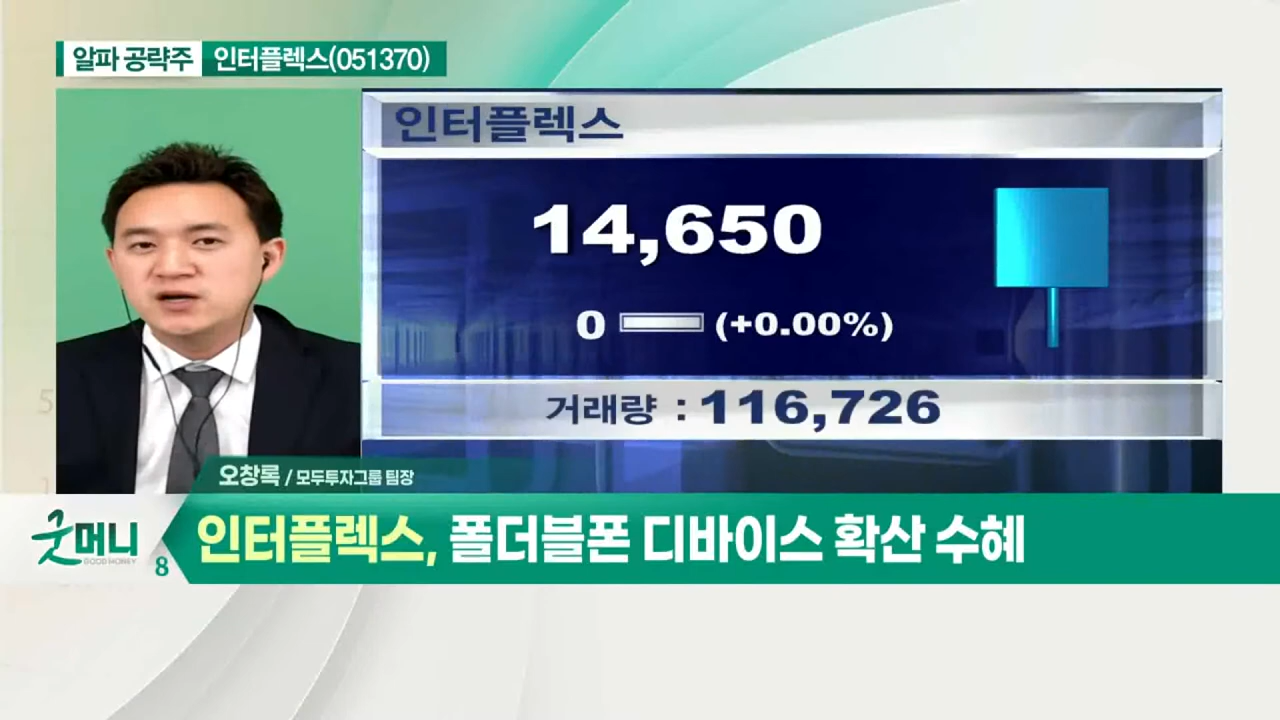 알파 공략주 인터플렉스(051370)
인터플렉스
14,650
0 (+0.00%)
거래량 : 116,726
오창록 / 모두투자그룹 팀장
굿머니
GOOD MONEY
8
인터플렉스, 폴더블폰 디바이스 확산 수혜
5
1